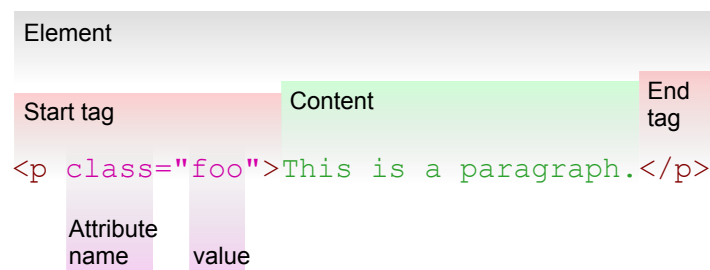 Element
Start tag
Content
End
tag
<p class="foo">This is a paragraph.</p>
Attribute
name
value